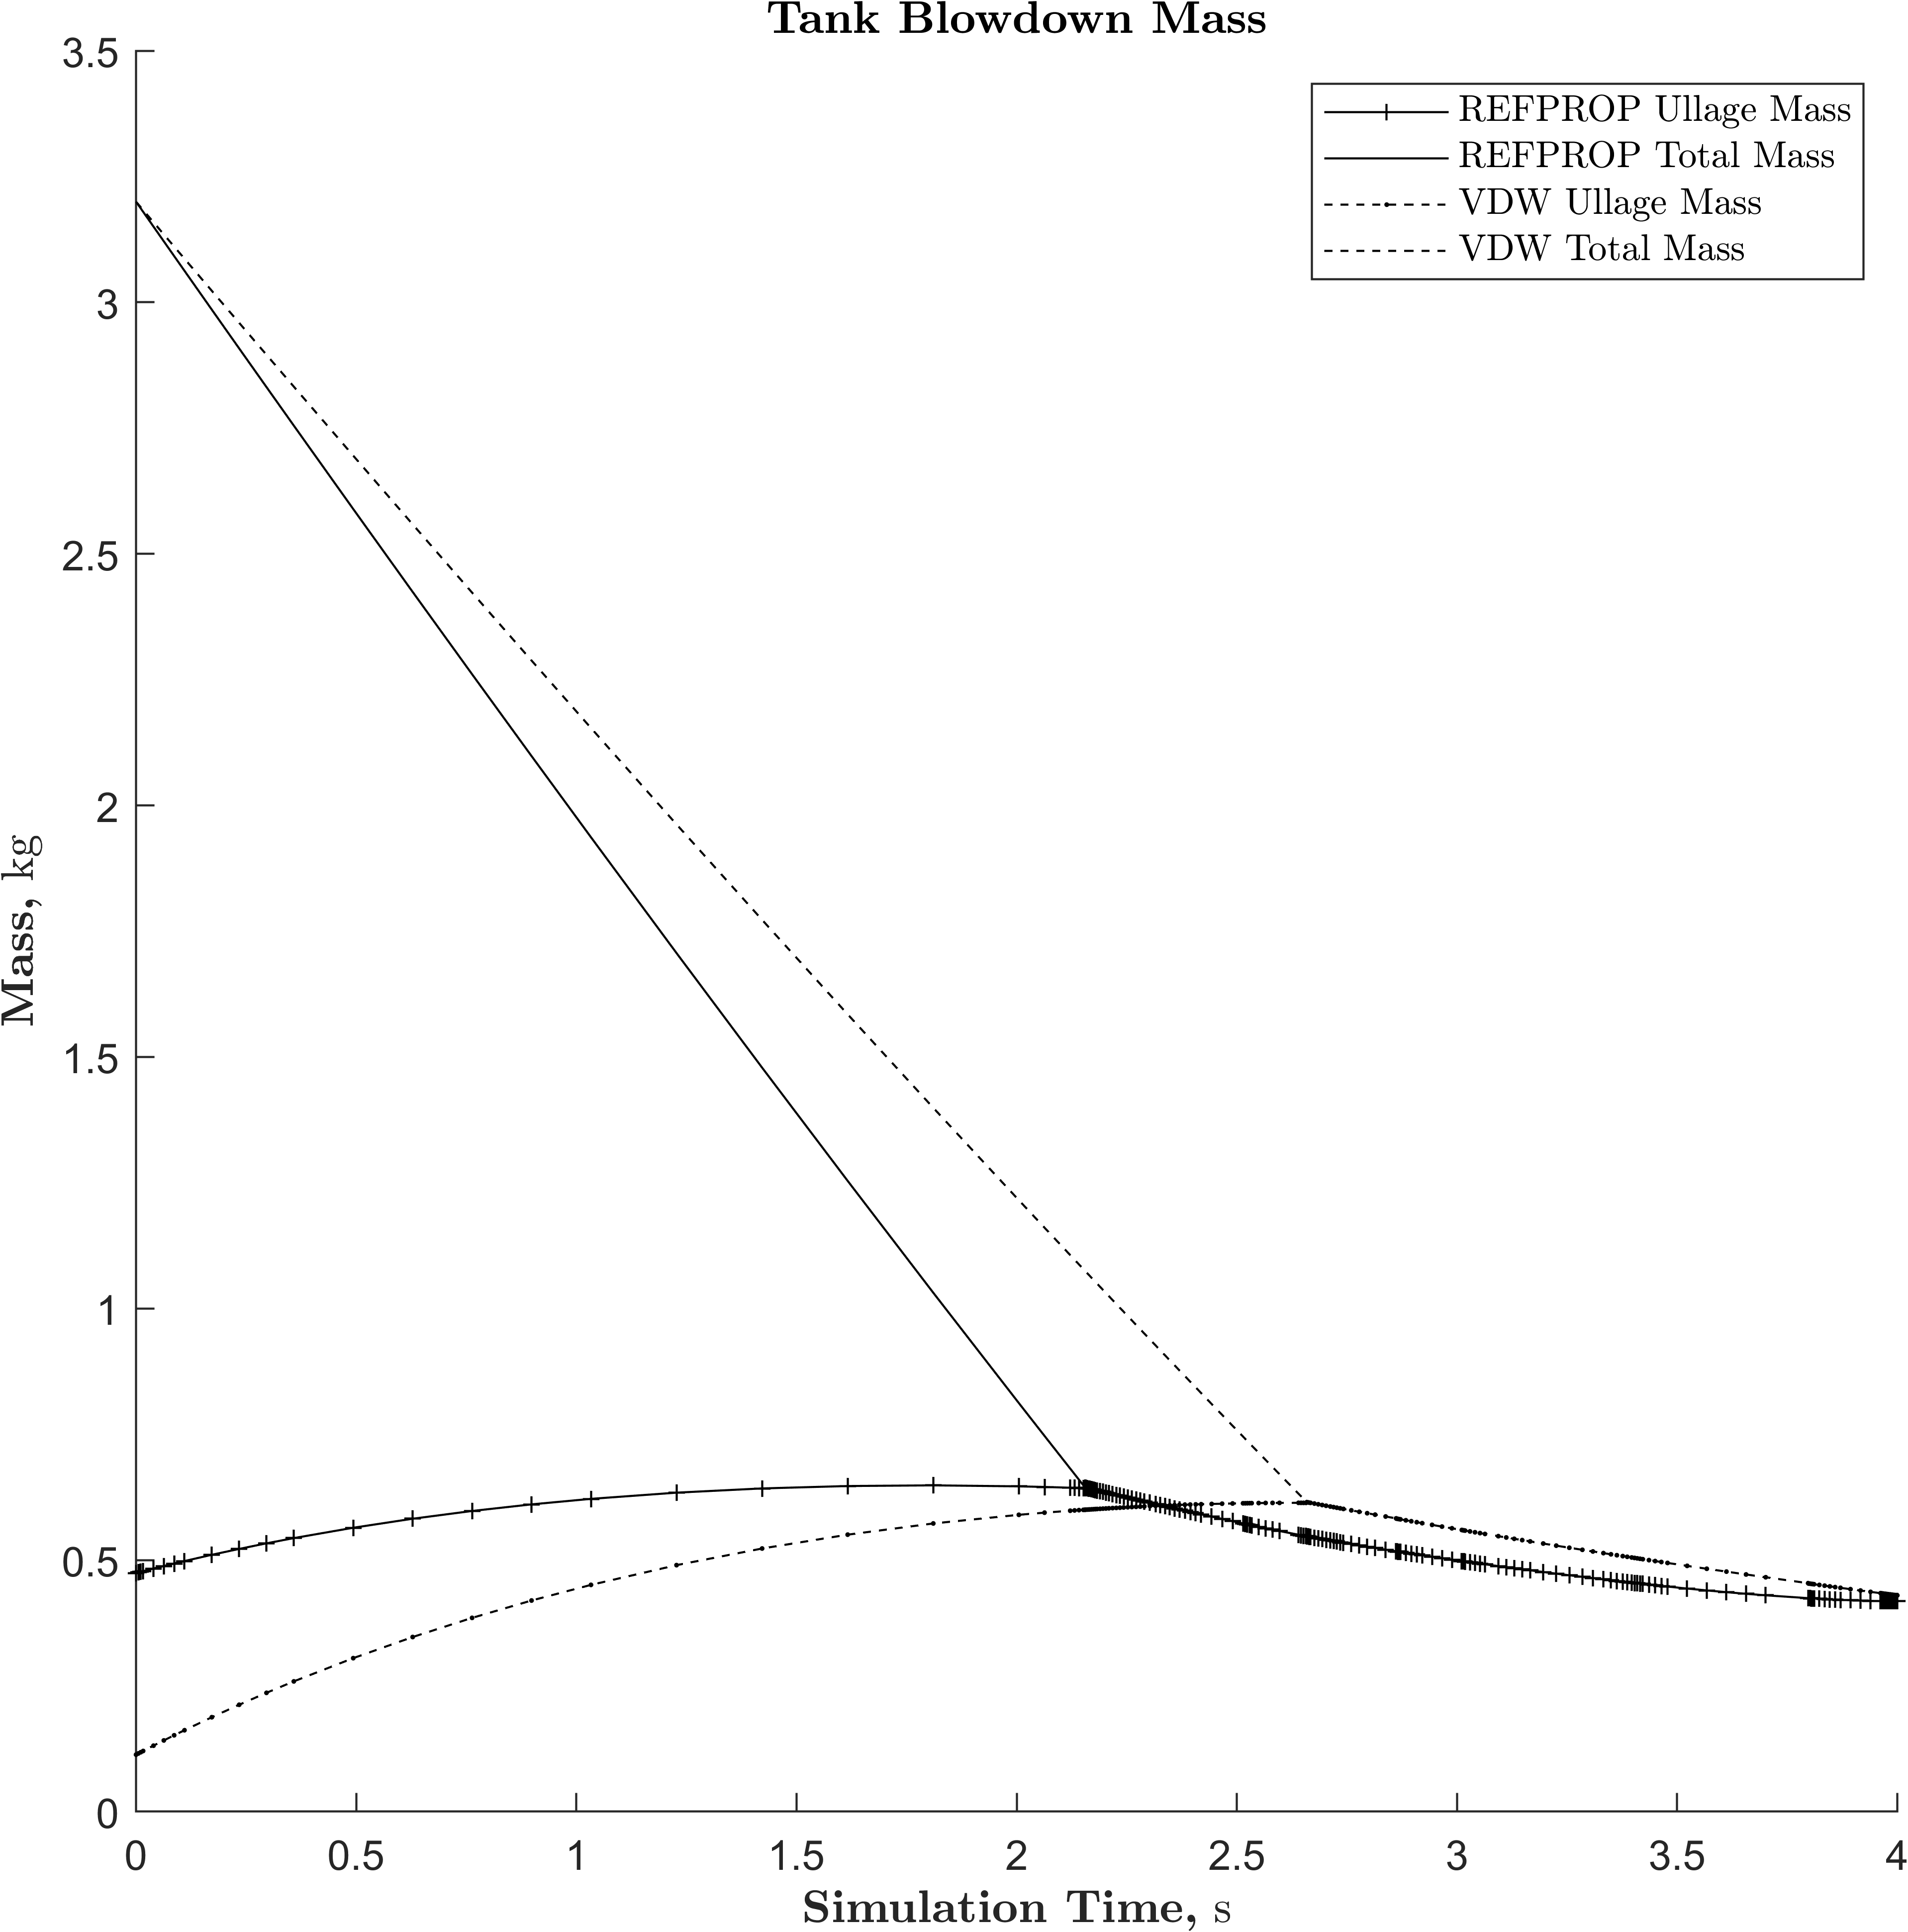 Tank Blowdown Mass
3.5
3
2.5
2
1.5
1
0.5
0
Mass, kg
REFPROP Ullage Mass
REFPROP Total Mass
VDW Ullage Mass
VDW Total Mass
0 0.5 1 1.5 2 2.5 3 3.5 4
Simulation Time, s